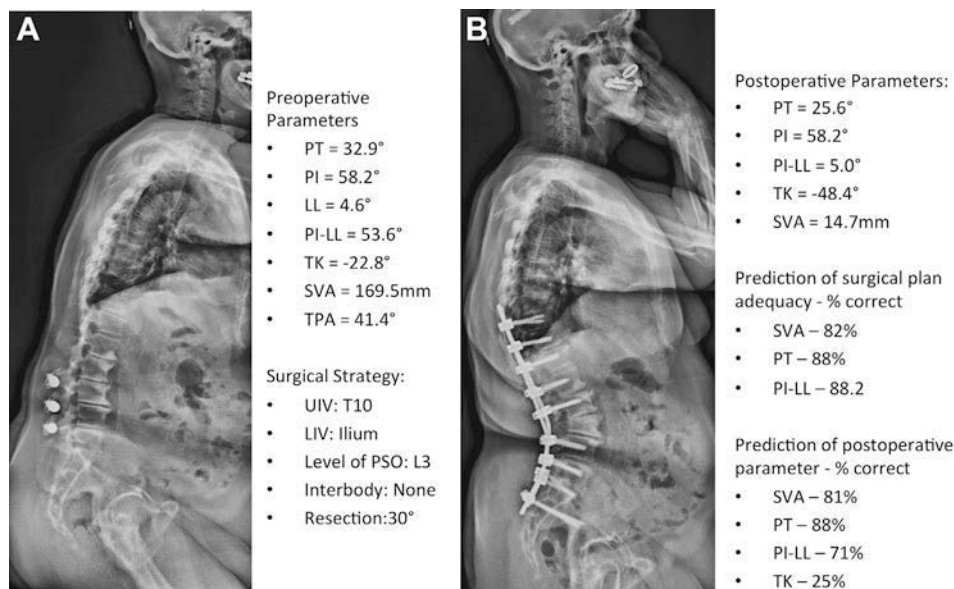 A
Preoperative
Parameters
• PT = 32.9°
• PI = 58.2°
• LL = 4.6°
• PI-LL = 53.6°
• TK = -22.8°
• SVA = 169.5mm
• TPA = 41.4°
Surgical Strategy:
• UIV: T10
• LIV: Ilium
• Level of PSO: L3
• Interbody: None
• Resection:30°
B
Postoperative Parameters:
• PT = 25.6°
• PI = 58.2°
• PI-LL = 5.0°
• TK = -48.4°
• SVA = 14.7mm
Prediction of surgical plan
adequacy - % correct
• SVA – 82%
• PT – 88%
• PI-LL – 88.2
Prediction of postoperative
parameter - % correct
• SVA – 81%
• PT – 88%
• PI-LL – 71%
• TK – 25%